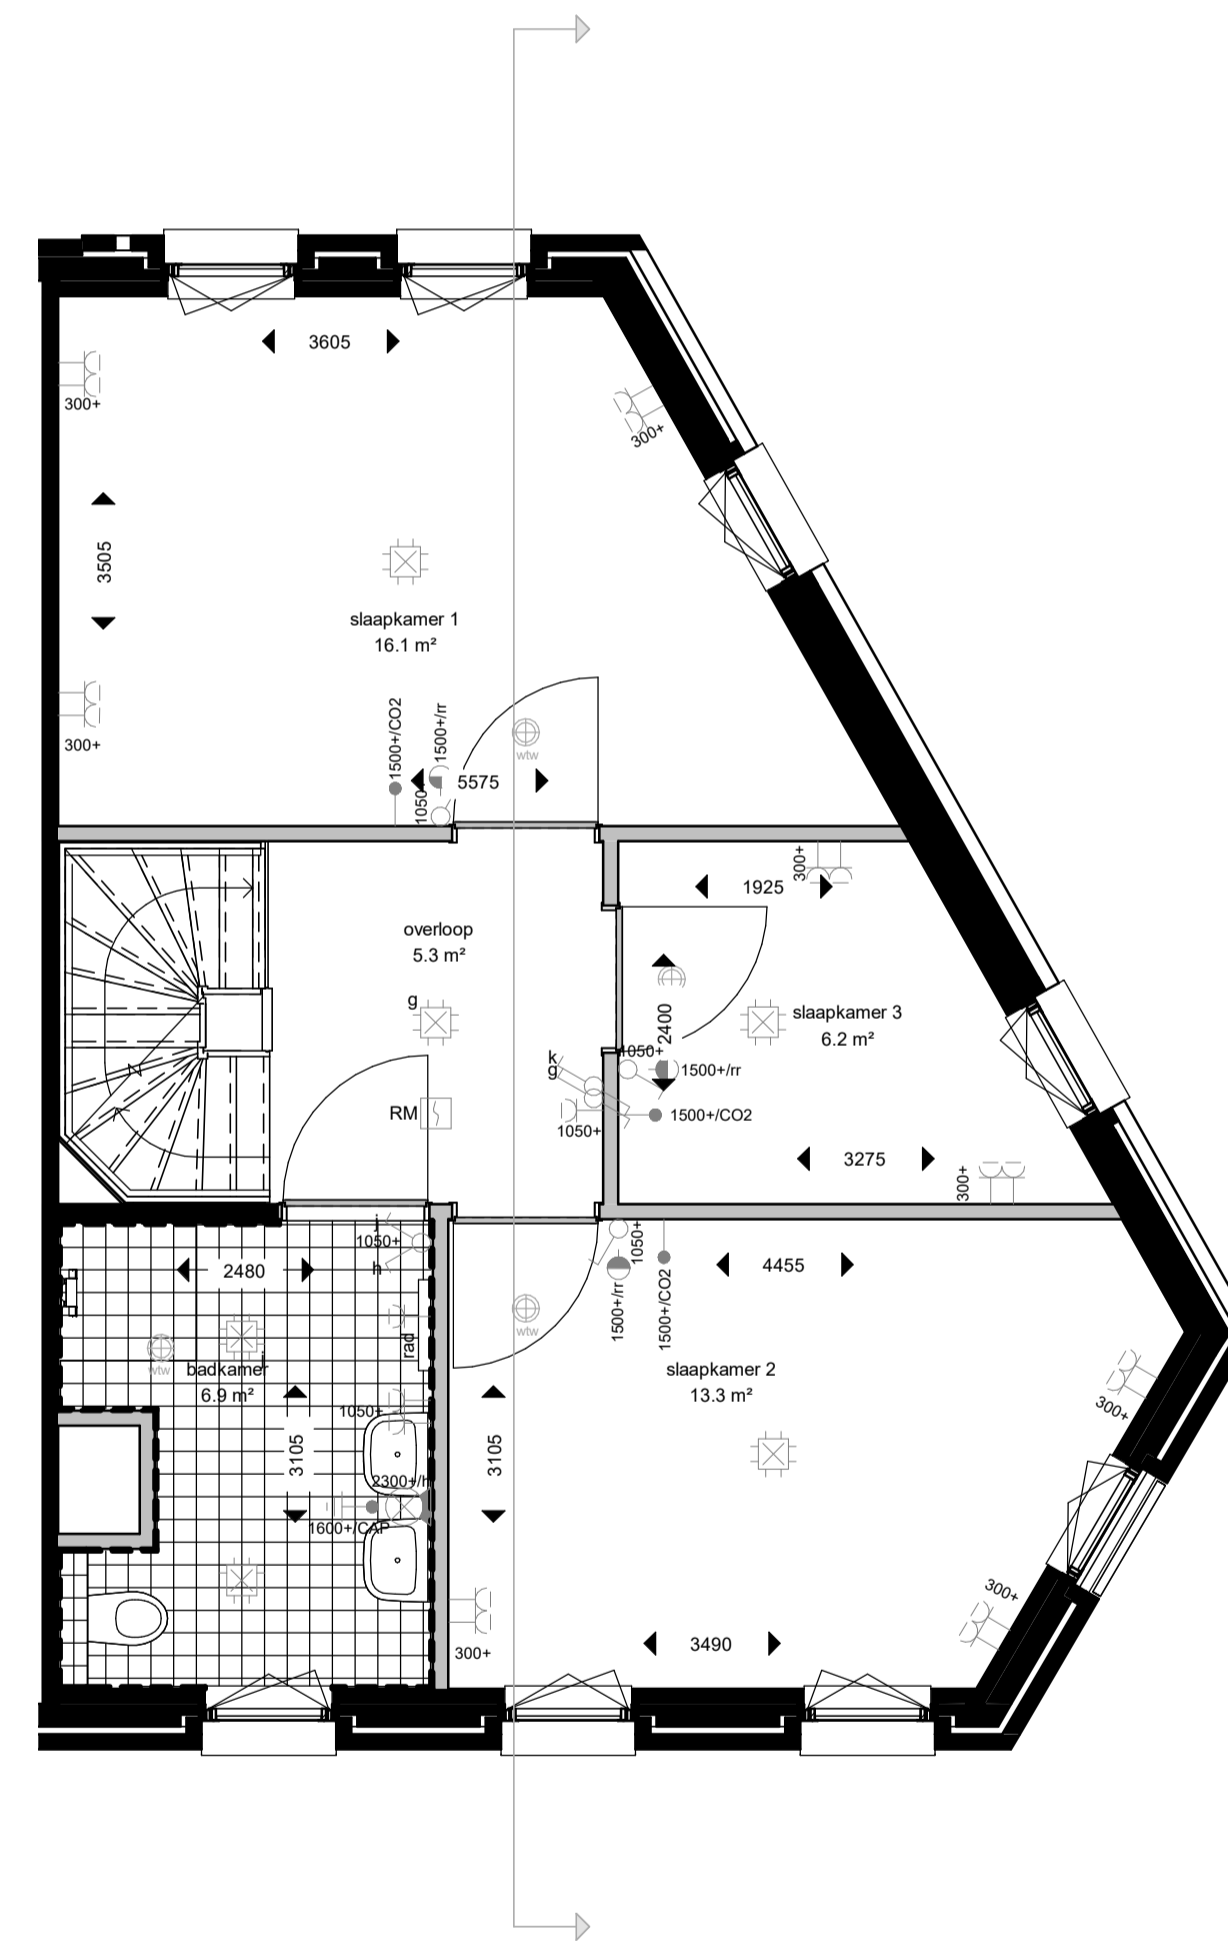 3605
300+
300+
3505
slaapkamer 1
16.1 m²
300+
1500+/CO2
1500+/rr
1050+
5575
wtw
300+
1925
overloop
5.3 m²
g
2400
slaapkamer 3
6.2 m²
k
g
1050+
1500+/rr
RM
1050+
1500+/CO2
3275
300+
j
1050+
h
2480
1050+
1500+/rr
1500+/CO2
4455
wtw
wtw
rad
j
badkamer
6.9 m²
slaapkamer 2
13.3 m²
1050+
300+
3105
3105
2300+/h
1600+/CAP
300+
300+
3490